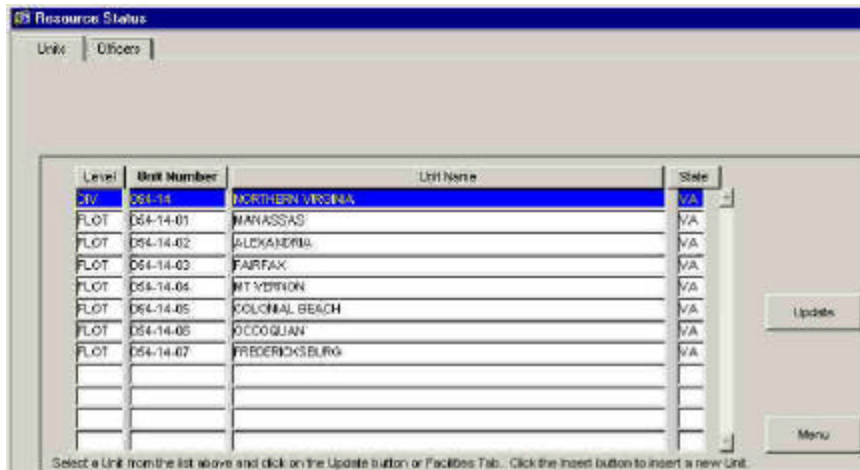 Resource Status
Units Officers
Level Unit Number Unit Name State
DIV 054-14 NORTHERN VIRGINIA VA
FLOT 054-14-01 MANASSAS VA
FLOT 054-14-02 ALEXANDRIA VA
FLOT 054-14-03 FAIRFAX VA
FLOT 054-14-04 MT VERNON VA
FLOT 054-14-05 COLONIAL BEACH VA
FLOT 054-14-06 OCCOQUAN VA
FLOT 054-14-07 FREDERICKSBURG VA
Update
Menu
Select a Unit from the list above and click on the Update button or Facilities Tab. Click the Insert button to insert a new Unit.